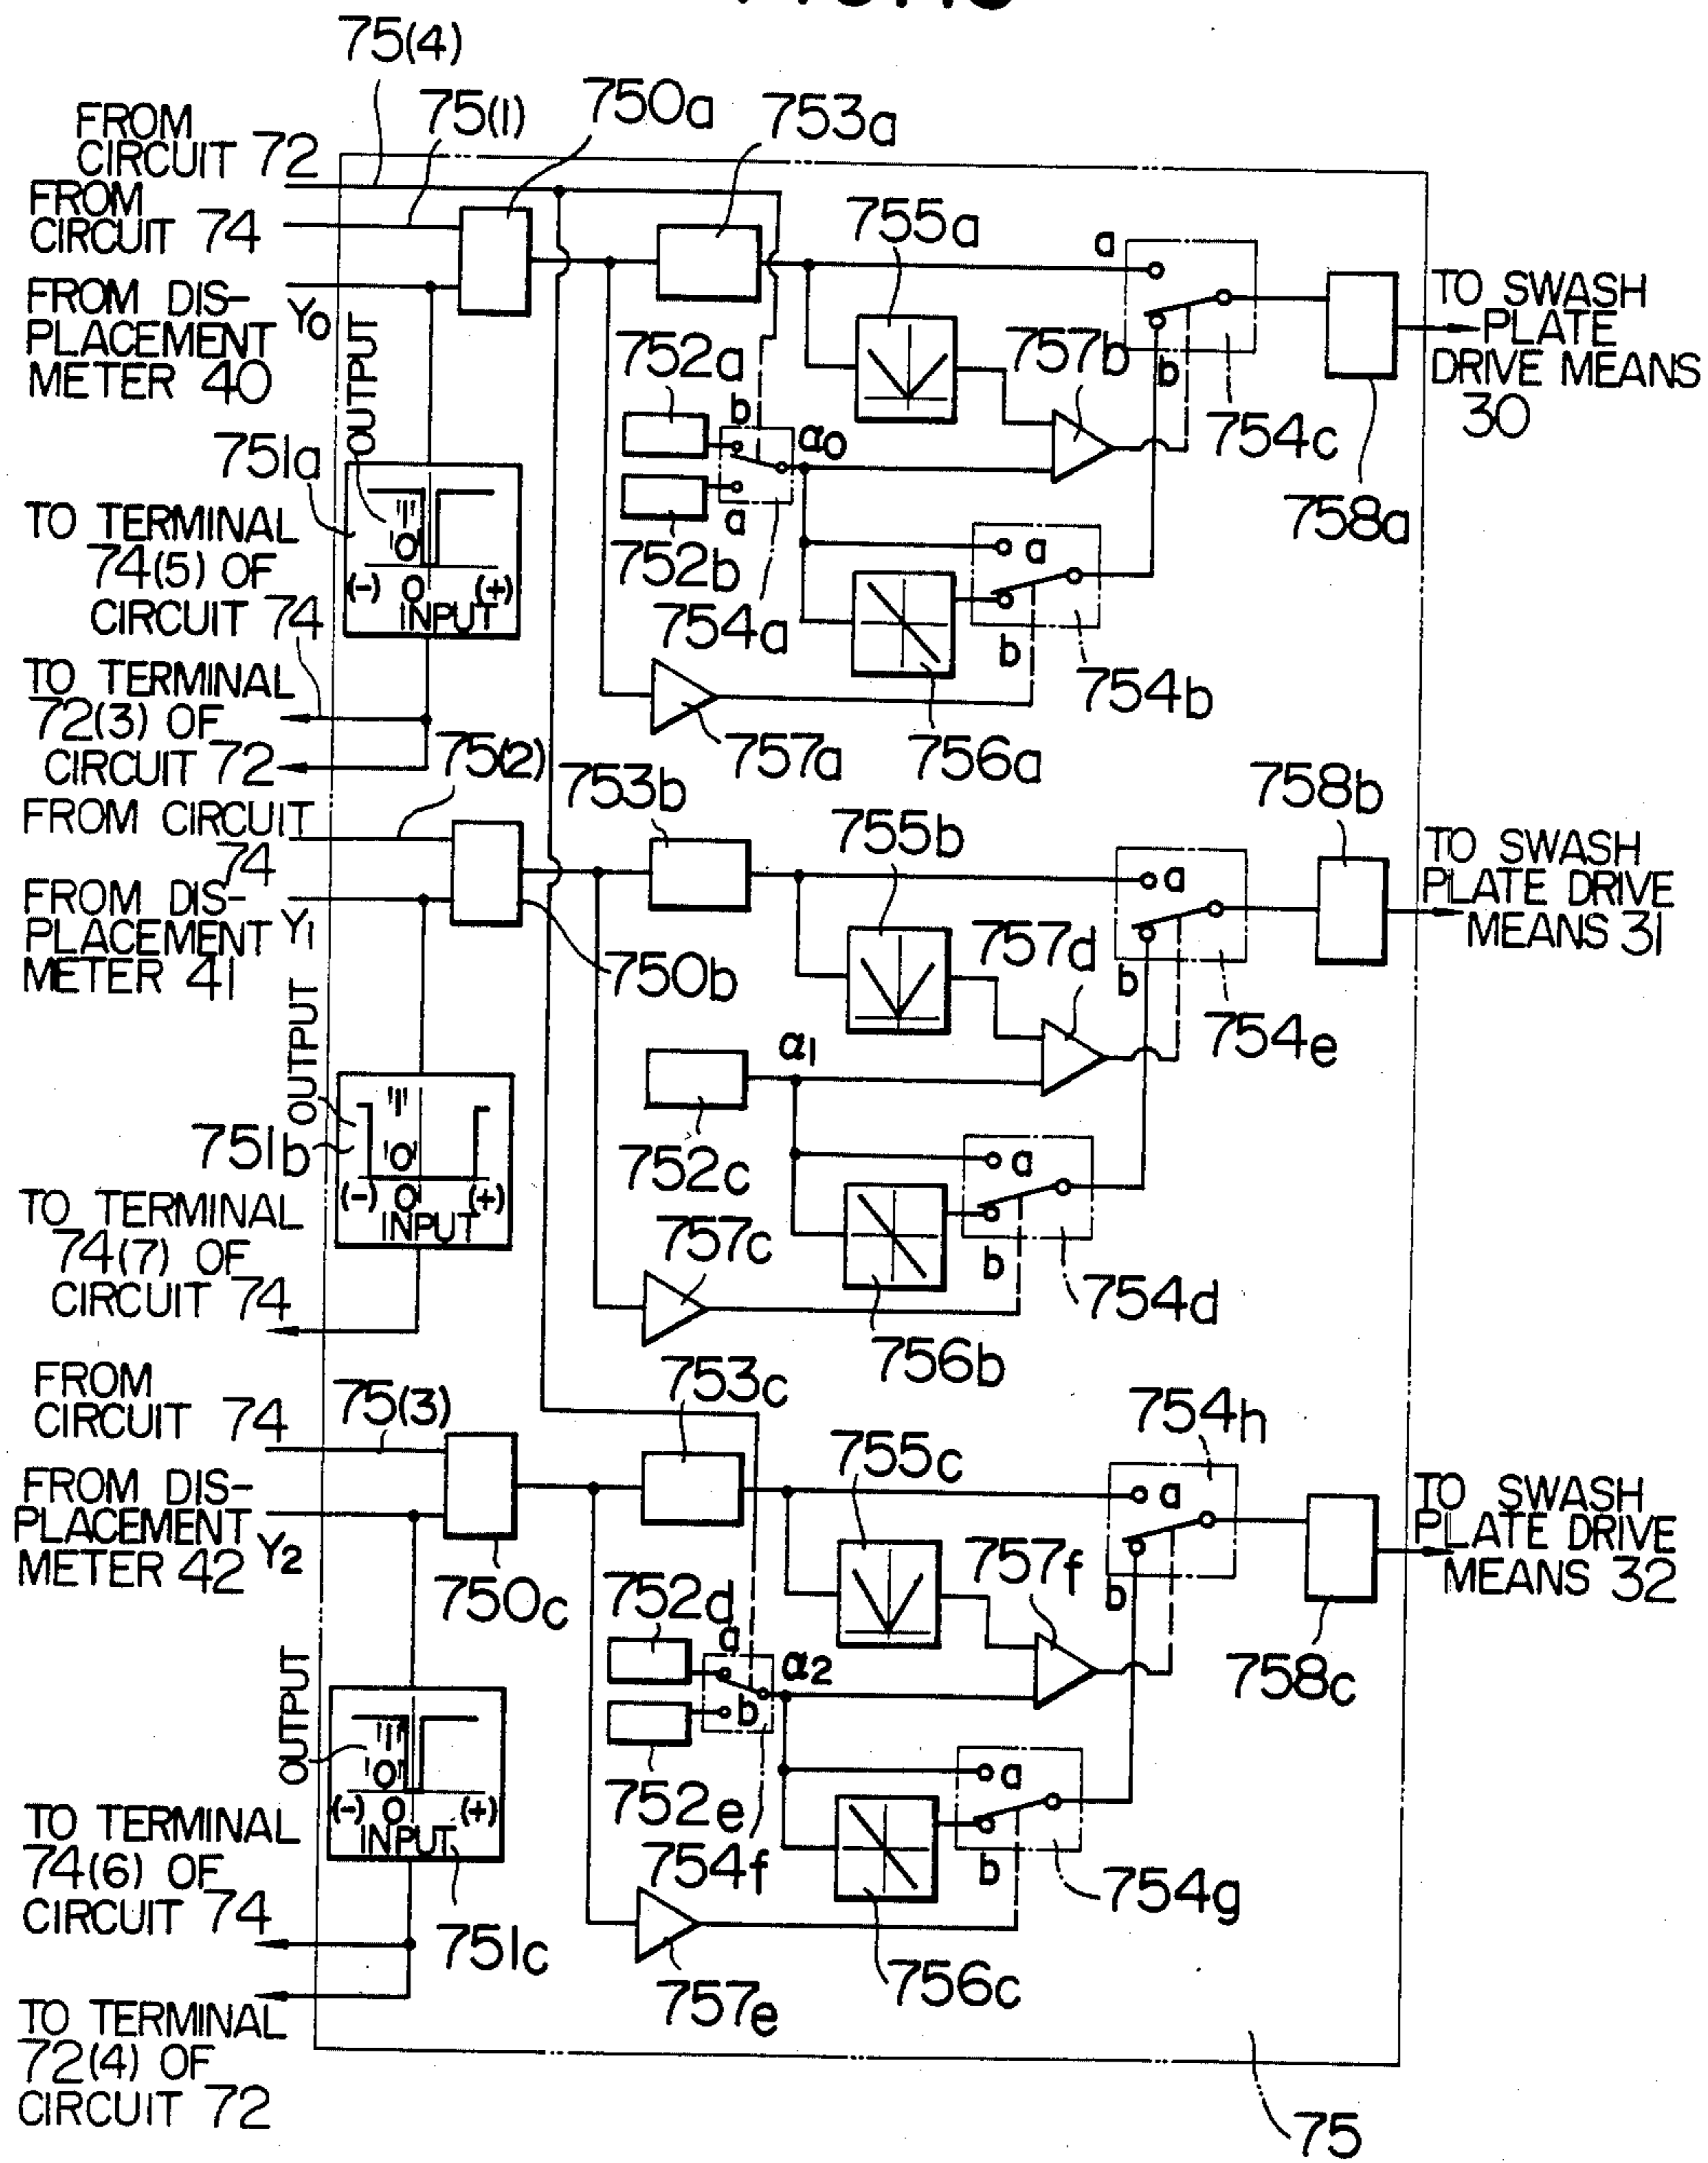 75(4)
FROM
CIRCUIT 72
75(1)
750a
753a
FROM
CIRCUIT 74
755a
a
FROM DIS-
PLACEMENT
METER 40
Y0
OUTPUT
TO SWASH
PLATE
DRIVE MEANS
30
752a
757b
b
b
α0
754c
751a
758a
'1'
'0'
(-) 0 (+)
INPUT
a
752b
a
754a
b
754b
TO TERMINAL
74(5) OF
CIRCUIT 74
TO TERMINAL
72(3) OF
CIRCUIT 72
757a
756a
75(2)
753b
758b
FROM CIRCUIT
74
755b
a
TO SWASH
PLATE DRIVE
MEANS 31
FROM DIS-
PLACEMENT
METER 41
Y1
750b
757d
b
754e
OUTPUT
α1
751b
'1'
'0'
(-) 0 (+)
INPUT
752c
a
TO TERMINAL
74(7) OF
CIRCUIT 74
757c
b
754d
756b
FROM
CIRCUIT 74
75(3)
753c
754h
755c
a
TO SWASH
PLATE DRIVE
MEANS 32
FROM DIS-
PLACEMENT
METER 42
Y2
750c
757f
b
752d
a
α2
758c
OUTPUT
b
'1'
'0'
(-) 0 (+)
INPUT
752e
a
754f
b
754g
TO TERMINAL
74(6) OF
CIRCUIT 74
751c
756c
757e
TO TERMINAL
72(4) OF
CIRCUIT 72
75